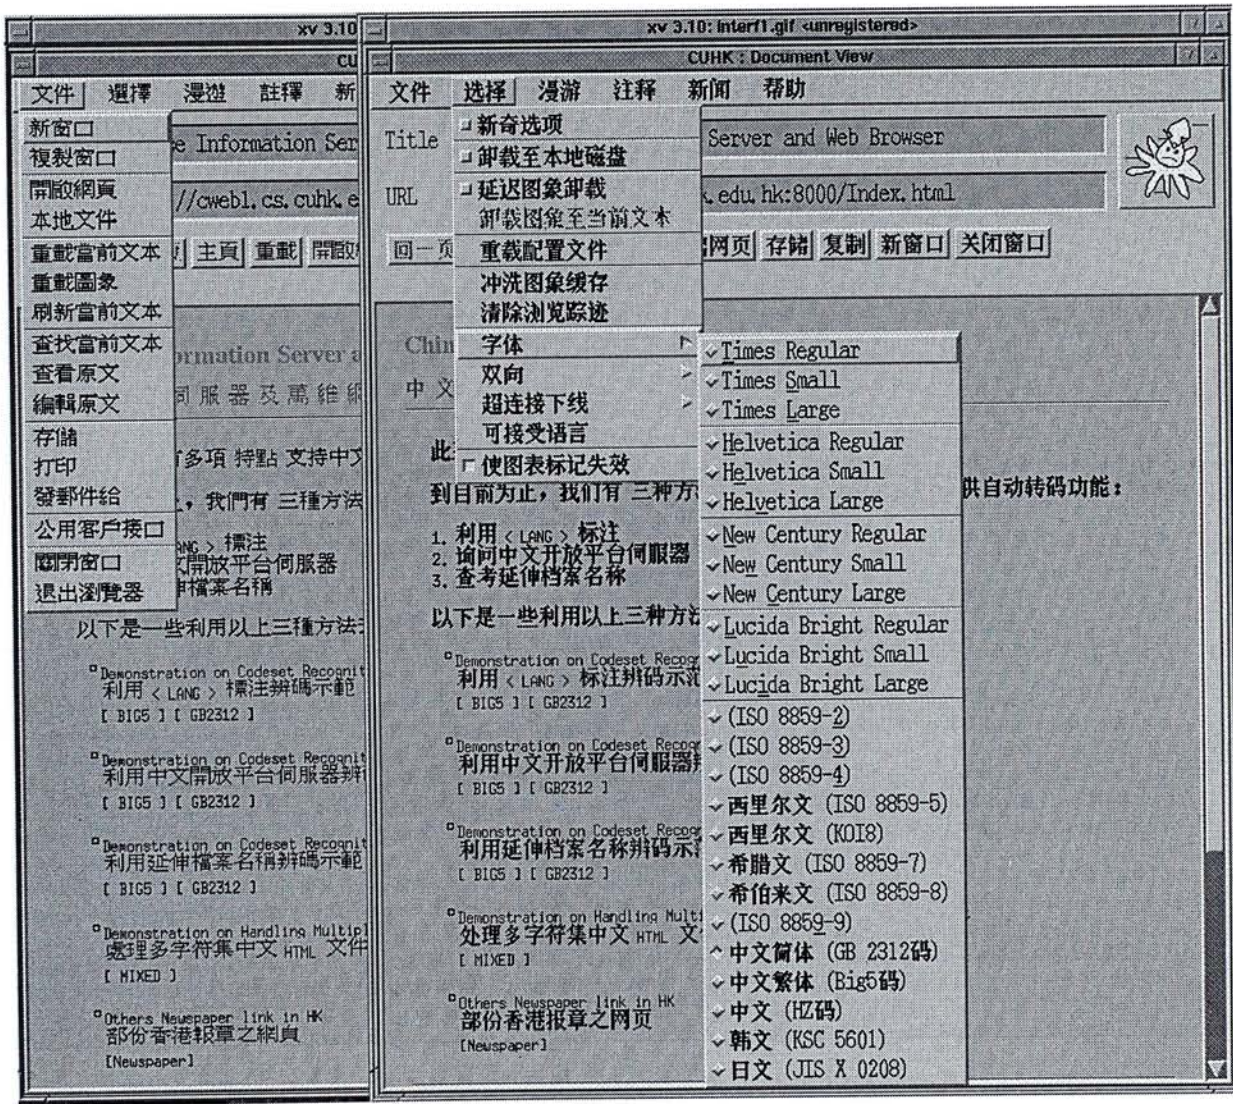 xv 3.10
文件 選擇 漫遊 註釋 新
新窗口
複製窗口
開啟網頁
本地文件
重載當前文本
重載圖象
刷新當前文本
查找當前文本
查看原文
編輯原文
存儲
打印
發郵件給
公用客戶接口
關閉窗口
退出瀏覽器
e Information Ser
//cweb1.cs.cuhk.e
主頁 重載 開啟
ormation Server a
伺服器及萬維網
多項 特點 支持中文
，我們有 三種方法
ANG > 標注
文開放平台伺服器
伸檔案名稱
以下是一些利用以上三種方法
Demonstration on Codeset Recognit
利用 < LANG > 標注辨碼示範
[ BIG5 ] [ GB2312 ]
Demonstration on Codeset Recognit
利用中文開放平台伺服器辨
[ BIG5 ] [ GB2312 ]
Demonstration on Codeset Recognit
利用延伸檔案名稱辨碼示範
[ BIG5 ] [ GB2312 ]
Demonstration on Handling Multipl
處理多字符集中文 HTML 文件
[ MIXED ]
Others Newspaper link in HK
部份香港報章之網頁
[Newspaper]
xv 3.10: interf1.gif <unregistered>
CUHK : Document View
文件 选择 漫游 注释 新闻 帮助
Title Server and Web Browser
URL k.edu.hk:8000/Index.html
回一页 网页 存储 复制 新窗口 关闭窗口
新奇选项
卸载至本地磁盘
延迟图象卸载
卸载图象至当前文本
重载配置文件
冲洗图象缓存
清除浏览踪迹
字体
双向
超连接下线
可接受语言
使图表标记失效
Times Regular
Times Small
Times Large
Helvetica Regular
Helvetica Small
Helvetica Large
New Century Regular
New Century Small
New Century Large
Lucida Bright Regular
Lucida Bright Small
Lucida Bright Large
(ISO 8859-2)
(ISO 8859-3)
(ISO 8859-4)
西里尔文 (ISO 8859-5)
西里尔文 (KOI8)
希腊文 (ISO 8859-7)
希伯来文 (ISO 8859-8)
(ISO 8859-9)
中文简体 (GB 2312码)
中文繁体 (Big5码)
中文 (HZ码)
韩文 (KSC 5601)
日文 (JIS X 0208)
Chin
中 文
此
到目前为止，我们有 三种方 供自动转码功能：
1. 利用 < LANG > 标注
2. 询问中文开放平台伺服器
3. 查考延伸档案名称
以下是一些利用以上三种方法
Demonstration on Codeset Recogn
利用 < LANG > 标注辨码示范
[ BIG5 ] [ GB2312 ]
Demonstration on Codeset Recogn
利用中文开放平台伺服器辨
[ BIG5 ] [ GB2312 ]
Demonstration on Codeset Recogn
利用延伸档案名称辨码示范
[ BIG5 ] [ GB2312 ]
Demonstration on Handling Multi
处理多字符集中文 HTML 文
[ MIXED ]
Others Newspaper link in HK
部份香港报章之网页
[Newspaper]